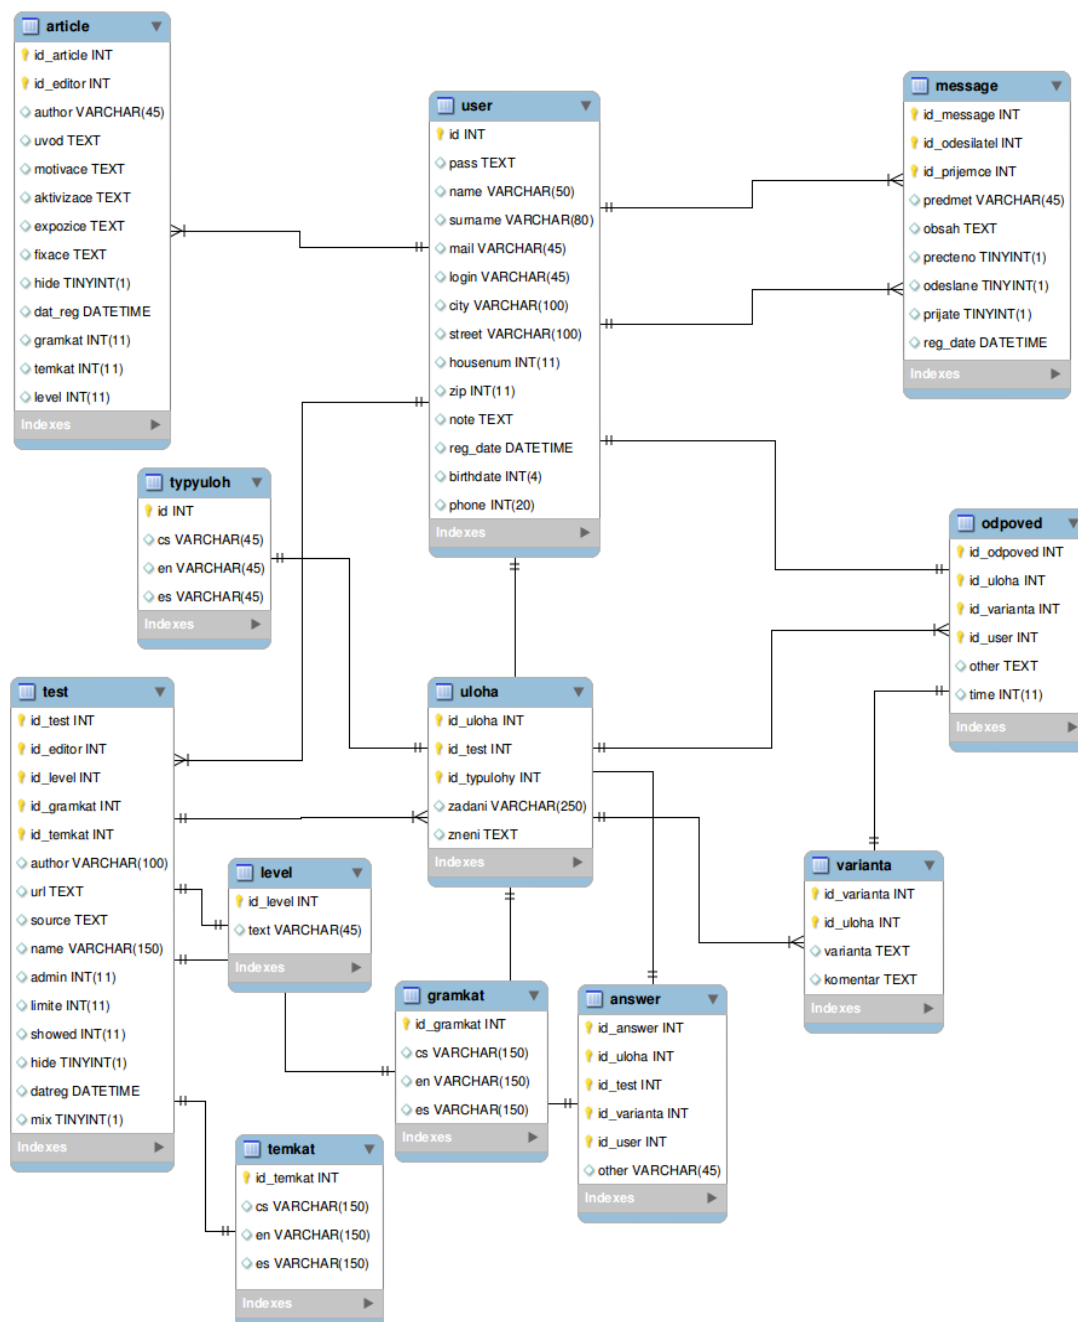 article
id_article INT
id_editor INT
author VARCHAR(45)
uvod TEXT
motivace TEXT
aktivizace TEXT
expozice TEXT
fixace TEXT
hide TINYINT(1)
dat_reg DATETIME
gramkat INT(11)
temkat INT(11)
level INT(11)
Indexes
user
id INT
pass TEXT
name VARCHAR(50)
surname VARCHAR(80)
mail VARCHAR(45)
login VARCHAR(45)
city VARCHAR(100)
street VARCHAR(100)
housenum INT(11)
zip INT(11)
note TEXT
reg_date DATETIME
birthdate INT(4)
phone INT(20)
Indexes
message
id_message INT
id_odesilatel INT
id_prijemce INT
predmet VARCHAR(45)
obsah TEXT
precteno TINYINT(1)
odeslane TINYINT(1)
prijate TINYINT(1)
reg_date DATETIME
Indexes
typyuloh
id INT
cs VARCHAR(45)
en VARCHAR(45)
es VARCHAR(45)
Indexes
odpoved
id_odpoved INT
id_uloha INT
id_varianta INT
id_user INT
other TEXT
time INT(11)
Indexes
test
id_test INT
id_editor INT
id_level INT
id_gramkat INT
id_temkat INT
author VARCHAR(100)
url TEXT
source TEXT
name VARCHAR(150)
admin INT(11)
limite INT(11)
showed INT(11)
hide TINYINT(1)
datreg DATETIME
mix TINYINT(1)
Indexes
uloha
id_uloha INT
id_test INT
id_typulohy INT
zadani VARCHAR(250)
zneni TEXT
Indexes
level
id_level INT
text VARCHAR(45)
Indexes
varianta
id_varianta INT
id_uloha INT
varianta TEXT
komentar TEXT
Indexes
gramkat
id_gramkat INT
cs VARCHAR(150)
en VARCHAR(150)
es VARCHAR(150)
Indexes
answer
id_answer INT
id_uloha INT
id_test INT
id_varianta INT
id_user INT
other VARCHAR(45)
Indexes
temkat
id_temkat INT
cs VARCHAR(150)
en VARCHAR(150)
es VARCHAR(150)
Indexes